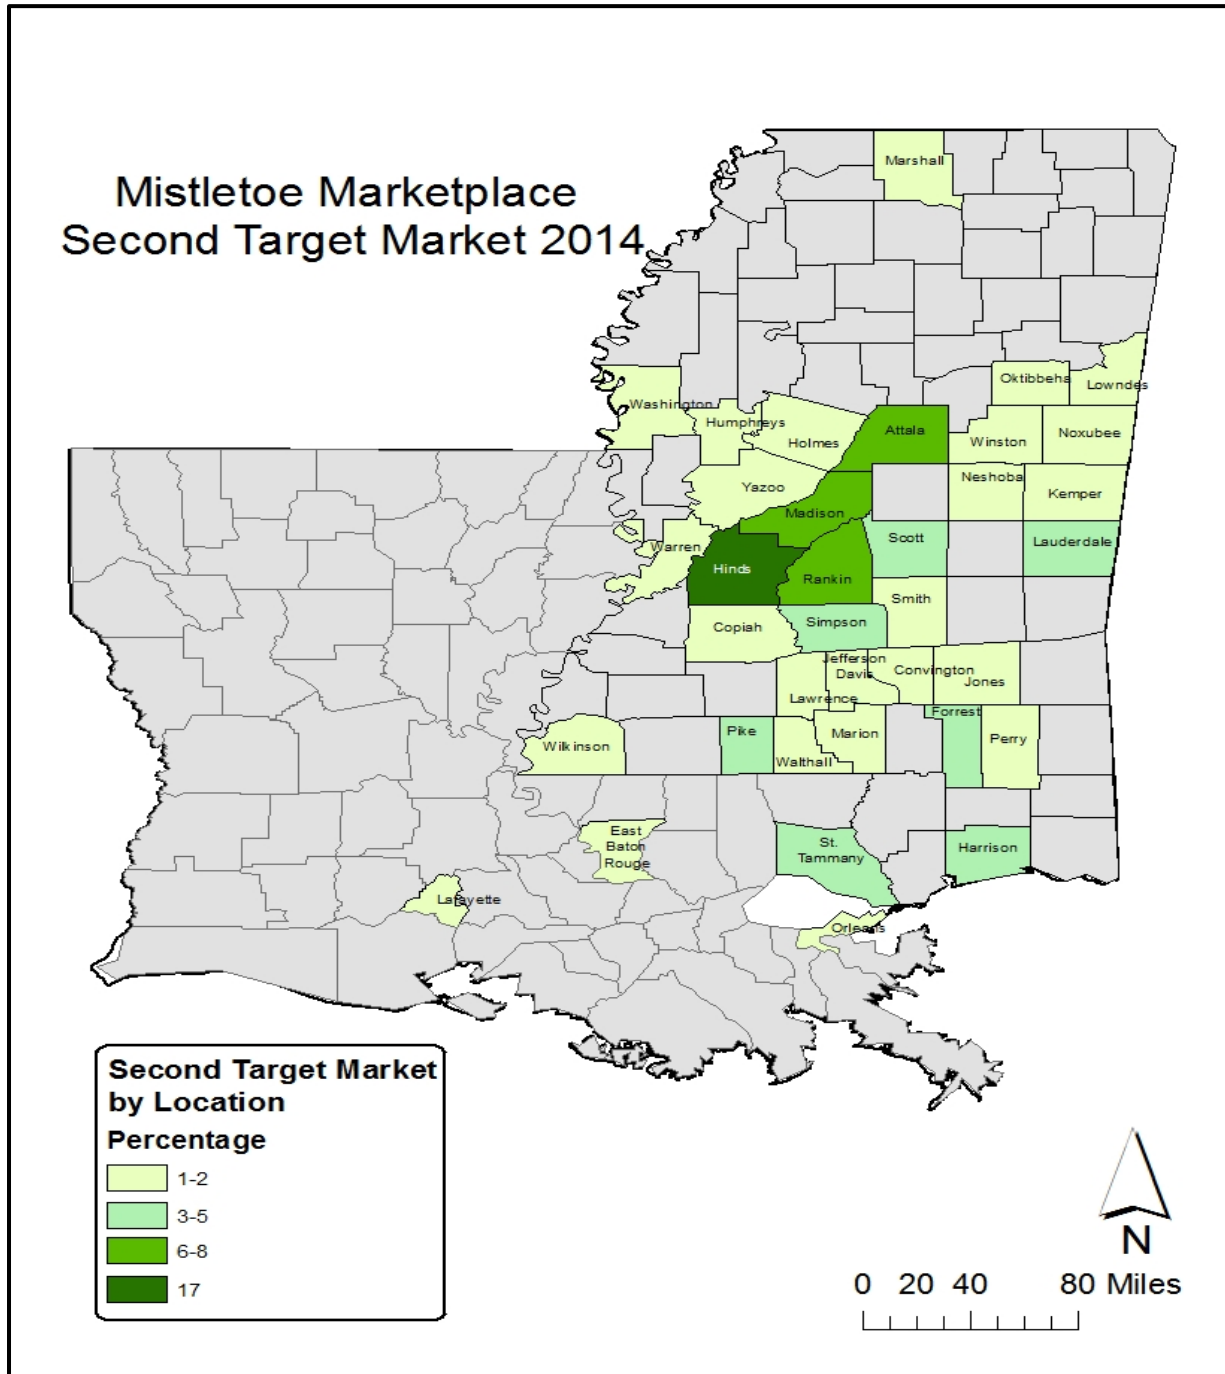 Mistletoe Marketplace
Second Target Market 2014
Marshall
Oktibbeha
Lowndes
Washington
Humphreys
Holmes
Attala
Winston
Noxubee
Yazoo
Neshoba
Kemper
Madison
Warren
Scott
Lauderdale
Hinds
Rankin
Smith
Copiah
Simpson
Jefferson
Davis
Convington
Jones
Lawrence
Forrest
Wilkinson
Pike
Marion
Perry
Walthall
East
Baton
Rouge
St.
Tammany
Harrison
Lafayette
Orleans
Second Target Market
by Location
Percentage
1-2
3-5
6-8
17
N
0 20 40 80 Miles